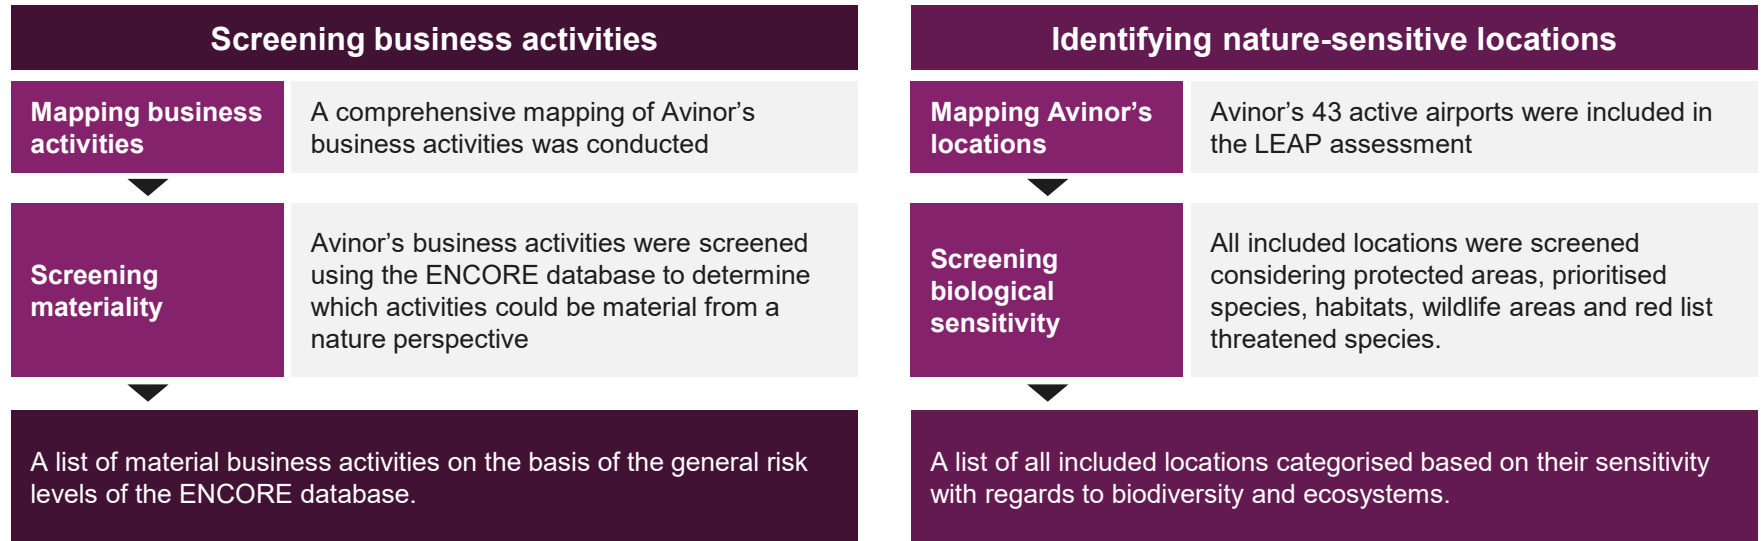 Screening business activities
Mapping business
activities
A comprehensive mapping of Avinor’s
business activities was conducted
Screening
materiality
Avinor’s business activities were screened
using the ENCORE database to determine
which activities could be material from a
nature perspective
A list of material business activities on the basis of the general risk
levels of the ENCORE database.
Identifying nature-sensitive locations
Mapping Avinor’s
locations
Avinor’s 43 active airports were included in
the LEAP assessment
Screening
biological
sensitivity
All included locations were screened
considering protected areas, prioritised
species, habitats, wildlife areas and red list
threatened species.
A list of all included locations categorised based on their sensitivity
with regards to biodiversity and ecosystems.